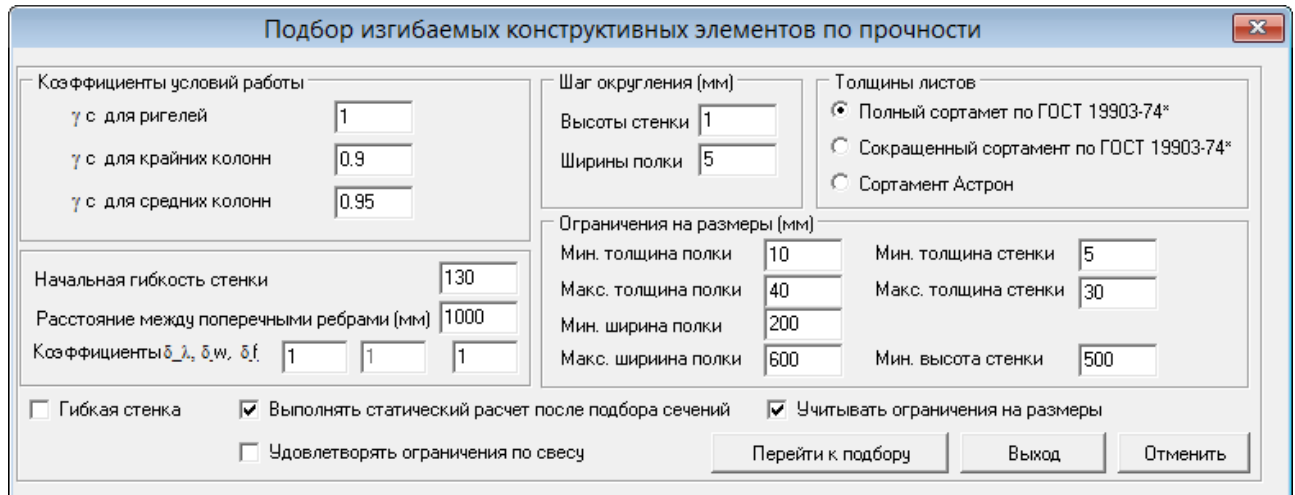 Подбор изгибаемых конструктивных элементов по прочности
Коэффициенты условий работы
γ с для ригелей 1
γ с для крайних колонн 0.9
γ с для средних колонн 0.95
Шаг округления (мм)
Высоты стенки 1
Ширины полки 5
Толщины листов
Полный сортамет по ГОСТ 19903-74*
Сокращенный сортамент по ГОСТ 19903-74*
Сортамент Астрон
Начальная гибкость стенки 130
Расстояние между поперечными ребрами (мм) 1000
Коэффициенты δ_λ, δ_w, δ_f 1 1 1
Ограничения на размеры (мм)
Мин. толщина полки 10 Мин. толщина стенки 5
Макс. толщина полки 40 Макс. толщина стенки 30
Мин. ширина полки 200
Макс. шириина полки 600 Мин. высота стенки 500
Гибкая стенка Выполнять статический расчет после подбора сечений Учитывать ограничения на размеры
Удовлетворять ограничения по свесу Перейти к подбору Выход Отменить